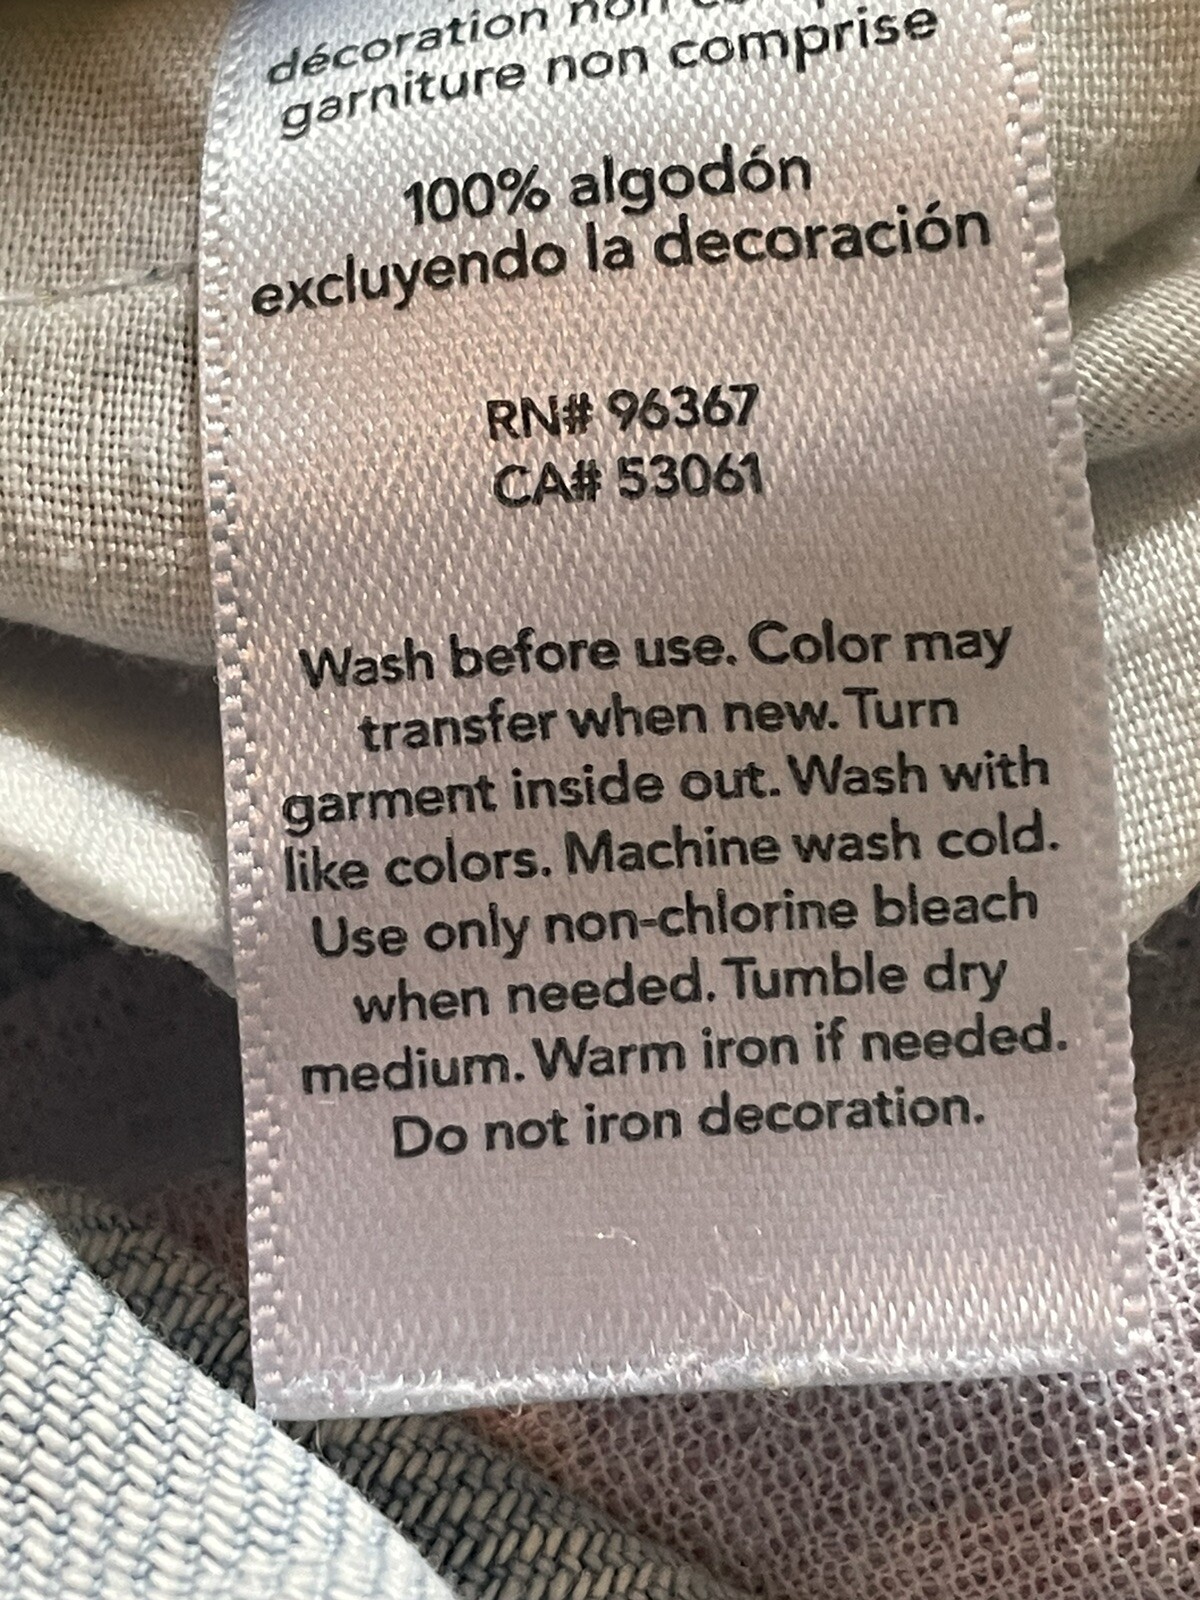 décoration non
garniture non comprise
100% algodón
excluyendo la decoración
RN# 96367
CA# 53061
Wash before use. Color may
transfer when new. Turn
garment inside out. Wash with
like colors. Machine wash cold.
Use only non-chlorine bleach
when needed. Tumble dry
medium. Warm iron if needed.
Do not iron decoration.